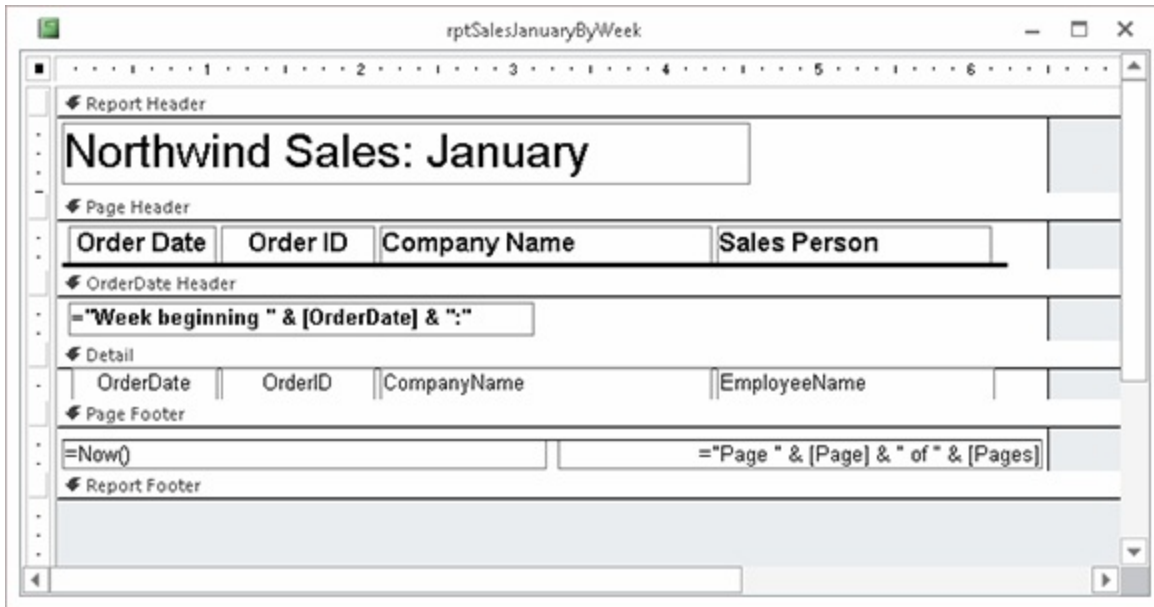 rptSalesJanuaryByWeek
1 2 3 4 5 6
Report Header
Northwind Sales: January
Page Header
Order Date Order ID Company Name Sales Person
OrderDate Header
="Week beginning " & [OrderDate] & ":"
Detail
OrderDate OrderID CompanyName EmployeeName
Page Footer
=Now() ="Page " & [Page] & " of " & [Pages]
Report Footer